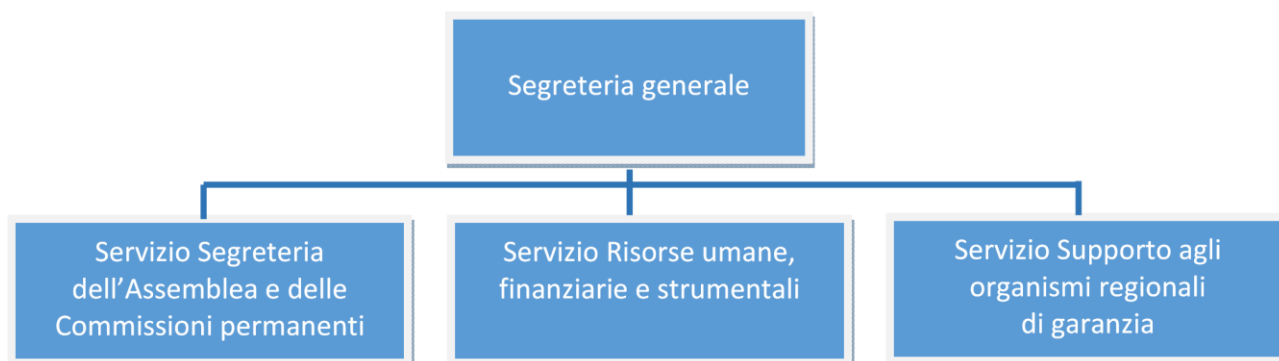 Segreteria generale
Servizio Segreteria
dell’Assemblea e delle
Commissioni permanenti
Servizio Risorse umane,
finanziarie e strumentali
Servizio Supporto agli
organismi regionali
di garanzia